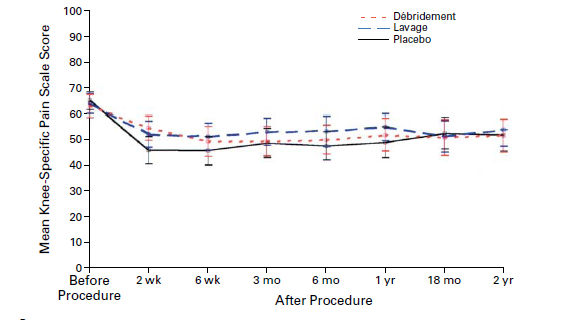 Débridement
Lavage
Placebo
Mean Knee-Specific Pain Scale Score
100
90
80
70
60
50
40
30
20
10
0
Before Procedure
2 wk
6 wk
3 mo
6 mo
1 yr
18 mo
2 yr
After Procedure